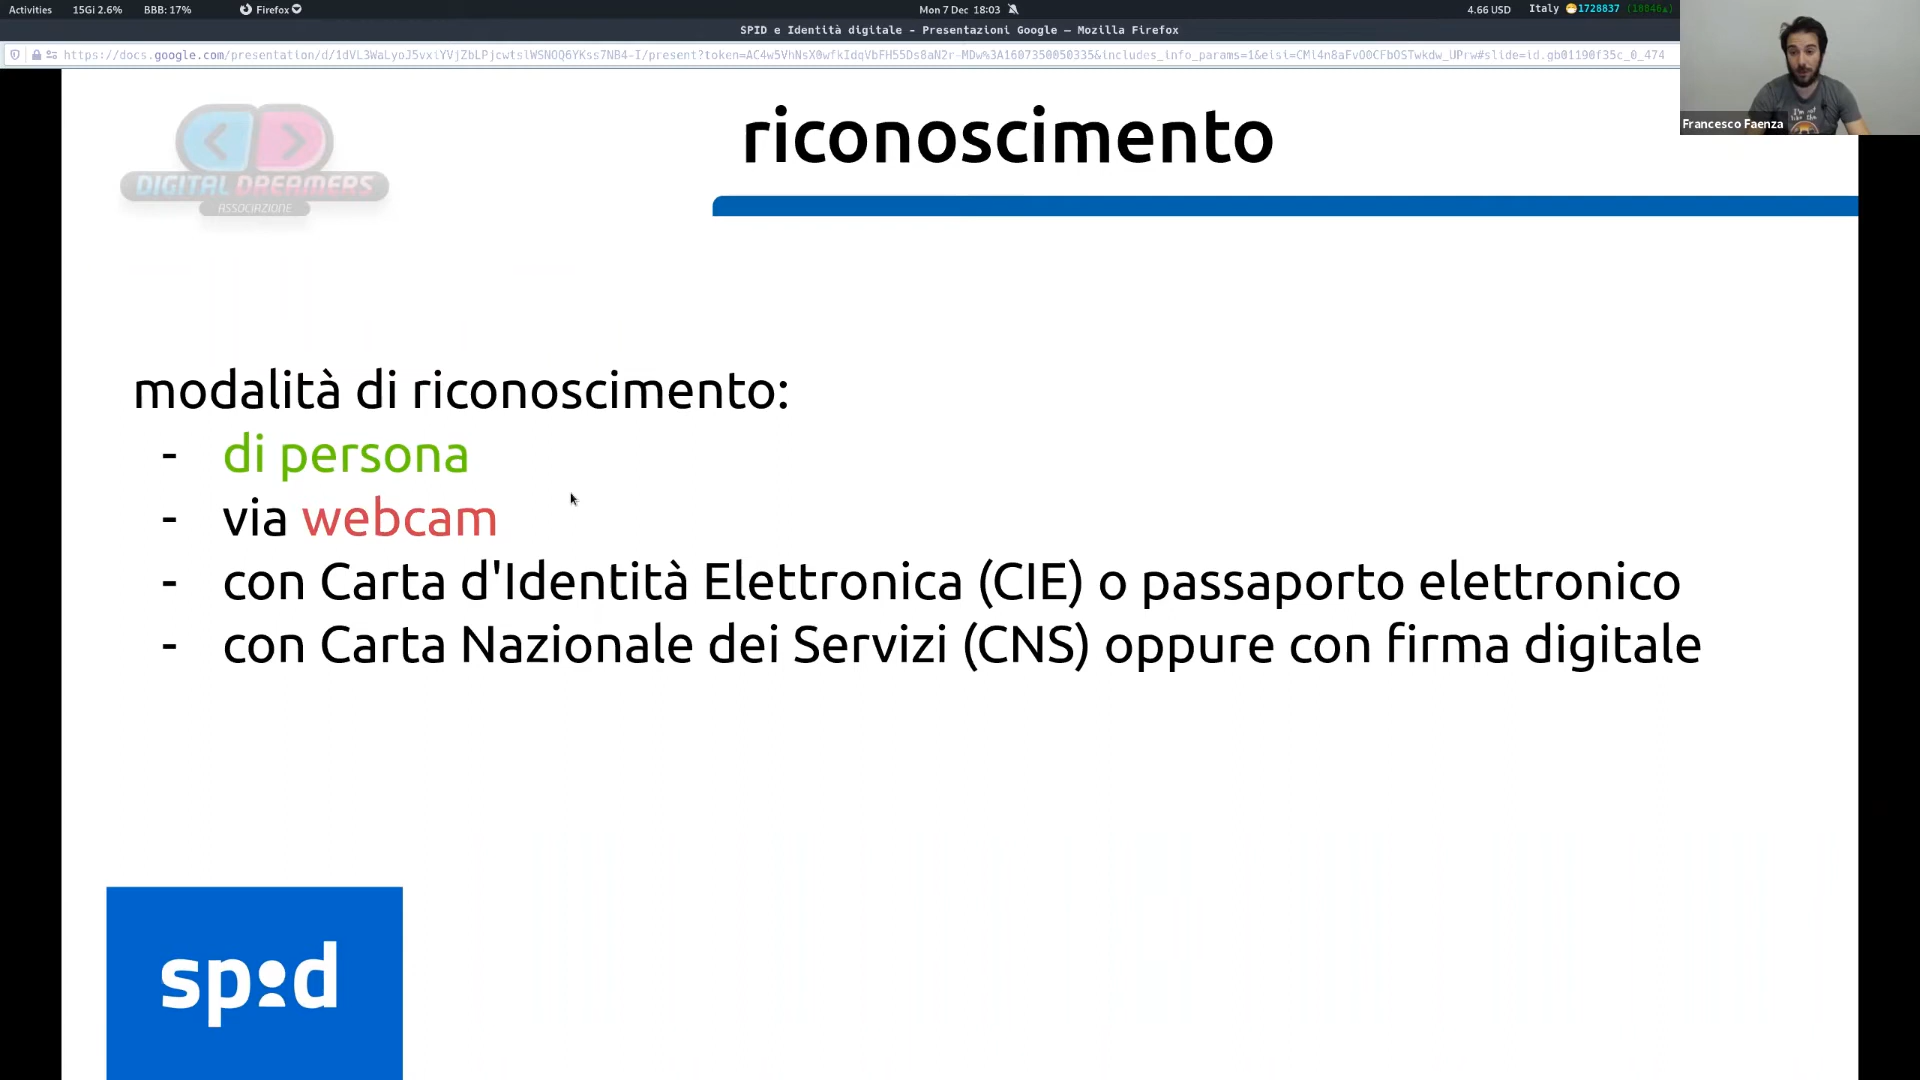 Activities 15Gi 2.6% BBB: 17% Firefox Mon 7 Dec 18:03 4.66 USD Italy 1728837 (18846▲)
SPID e Identità digitale - Presentazioni Google — Mozilla Firefox
Francesco Faenza
DIGITAL DREAMERS
ASSOCIAZIONE
riconoscimento
modalità di riconoscimento:
- di persona
- via webcam
- con Carta d'Identità Elettronica (CIE) o passaporto elettronico
- con Carta Nazionale dei Servizi (CNS) oppure con firma digitale
spid